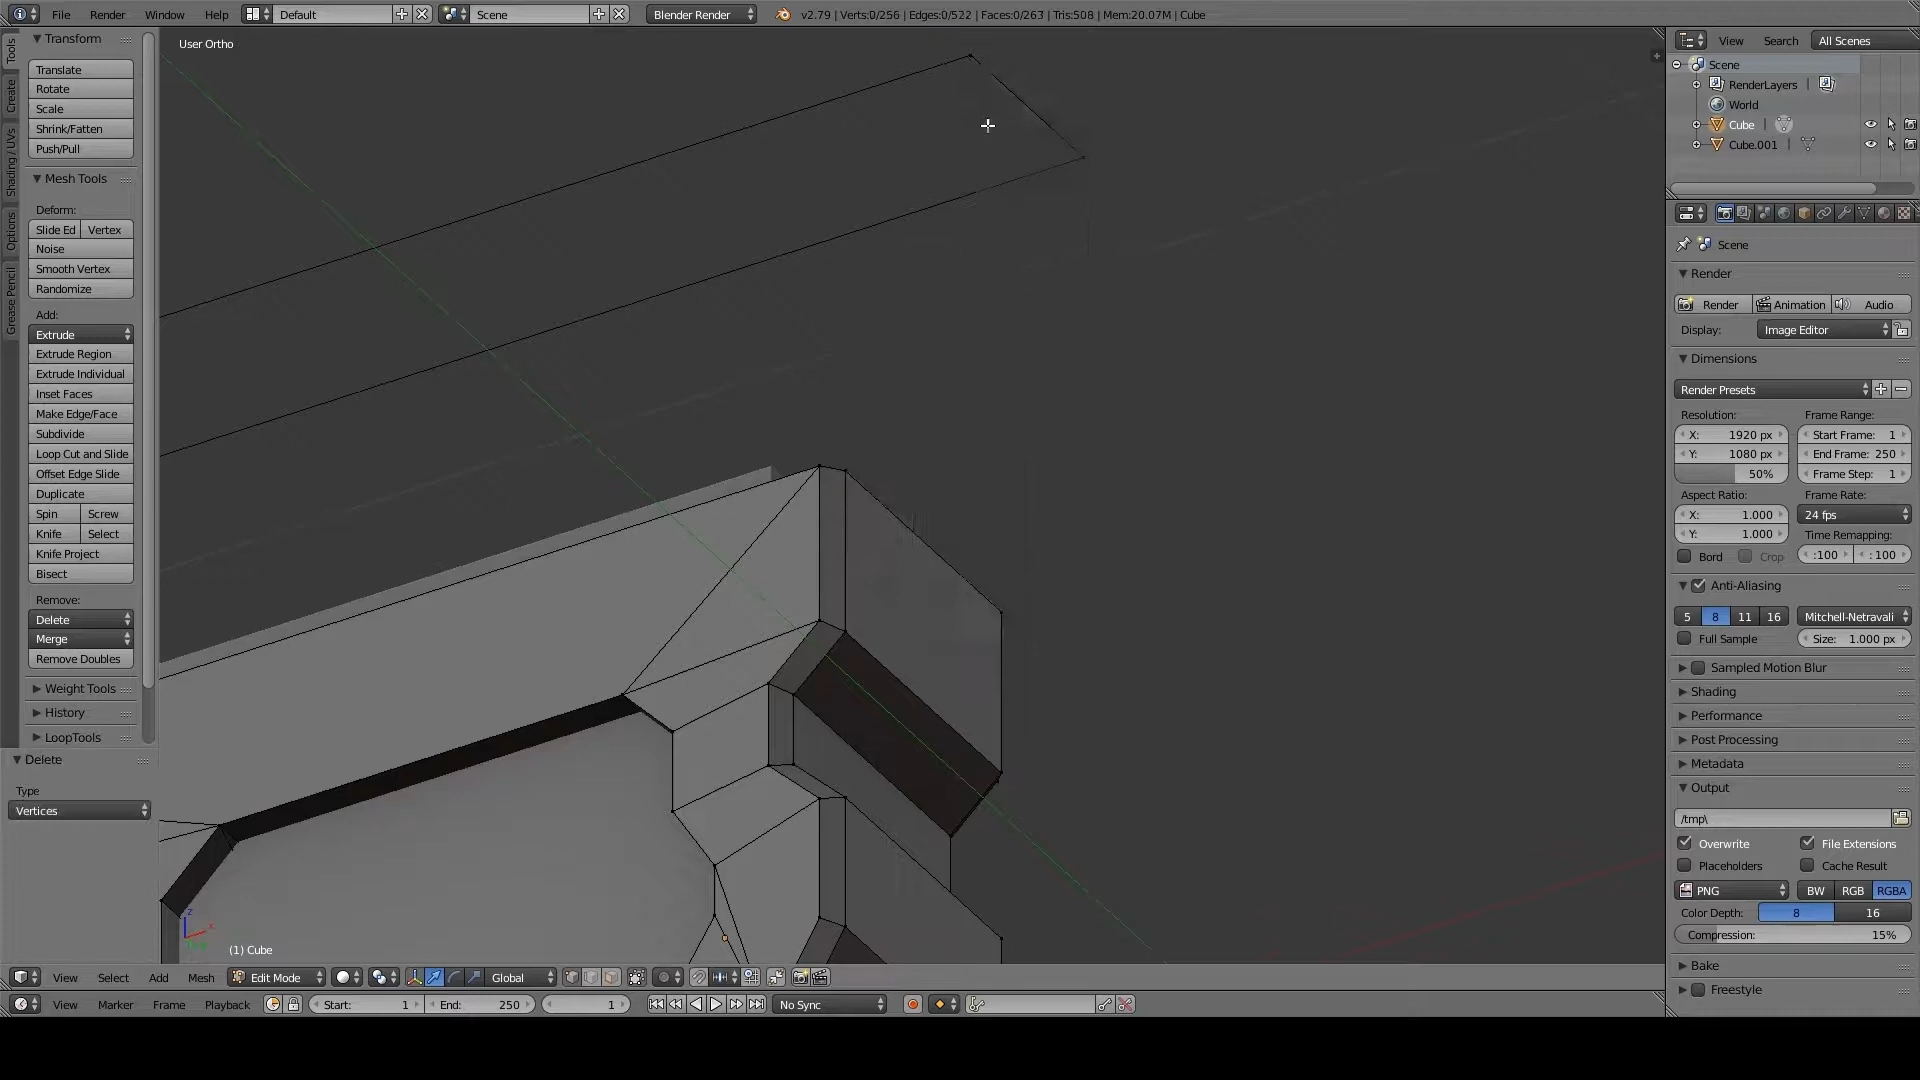 File Render Window Help Default Scene Blender Render v2.79 | Verts:0/256 | Edges:0/522 | Faces:0/263 | Tris:508 | Mem:20.07M | Cube
Tools
Create
Shading / UVs
Options
Grease Pencil
Transform
Translate
Rotate
Scale
Shrink/Fatten
Push/Pull
Mesh Tools
Deform:
Slide Ed Vertex
Noise
Smooth Vertex
Randomize
Add:
Extrude
Extrude Region
Extrude Individual
Inset Faces
Make Edge/Face
Subdivide
Loop Cut and Slide
Offset Edge Slide
Duplicate
Spin Screw
Knife Select
Knife Project
Bisect
Remove:
Delete
Merge
Remove Doubles
Weight Tools
History
LoopTools
Delete
Type
Vertices
User Ortho
(1) Cube
View Search All Scenes
Scene
RenderLayers |
World
Cube |
Cube.001 |
Scene
Render
Render Animation Audio
Display: Image Editor
Dimensions
Render Presets
Resolution: Frame Range:
X: 1920 px Start Frame: 1
Y: 1080 px End Frame: 250
50% Frame Step: 1
Aspect Ratio: Frame Rate:
X: 1.000 24 fps
Y: 1.000 Time Remapping:
Bord Crop :100 : 100
Anti-Aliasing
5 8 11 16 Mitchell-Netravali
Full Sample Size: 1.000 px
Sampled Motion Blur
Shading
Performance
Post Processing
Metadata
Output
/tmp\
Overwrite File Extensions
Placeholders Cache Result
PNG BW RGB RGBA
Color Depth: 8 16
Compression: 15%
Bake
Freestyle
View Select Add Mesh Edit Mode Global
View Marker Frame Playback Start: 1 End: 250 1 No Sync